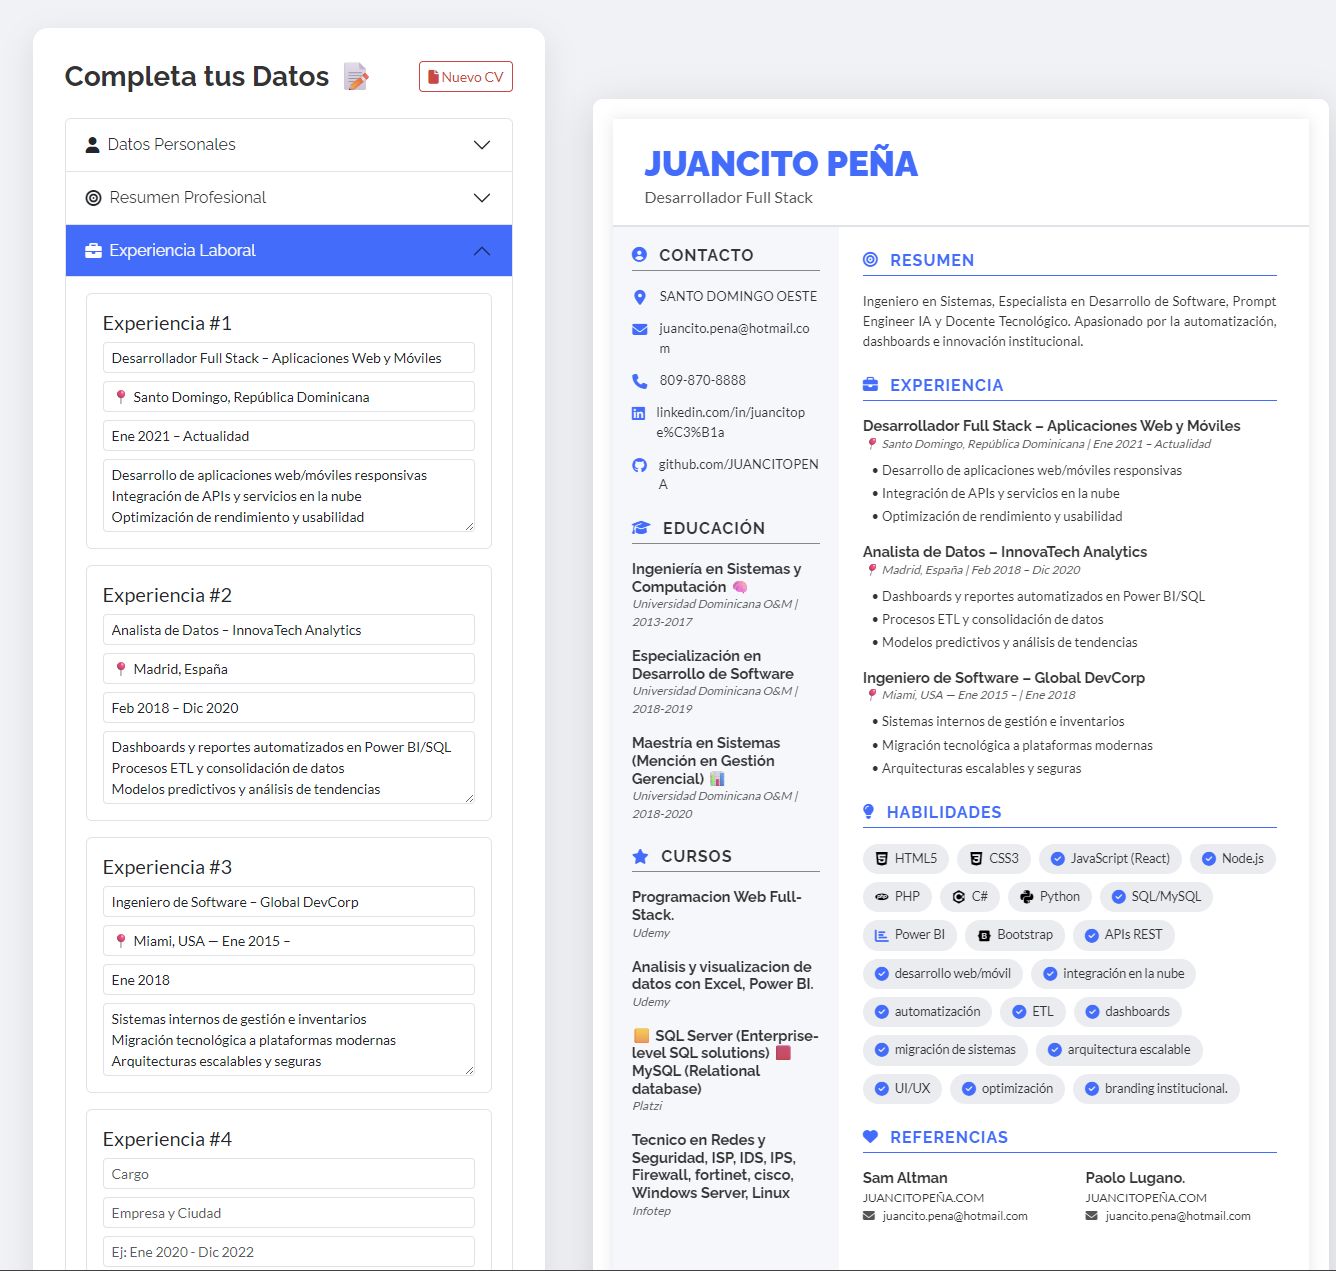 Completa tus Datos
Nuevo CV
Datos Personales
Resumen Profesional
Experiencia Laboral
Experiencia #1
Desarrollador Full Stack – Aplicaciones Web y Móviles
📍 Santo Domingo, República Dominicana
Ene 2021 – Actualidad
Desarrollo de aplicaciones web/móviles responsivas
Integración de APIs y servicios en la nube
Optimización de rendimiento y usabilidad
Experiencia #2
Analista de Datos – InnovaTech Analytics
📍 Madrid, España
Feb 2018 – Dic 2020
Dashboards y reportes automatizados en Power BI/SQL
Procesos ETL y consolidación de datos
Modelos predictivos y análisis de tendencias
Experiencia #3
Ingeniero de Software – Global DevCorp
📍 Miami, USA — Ene 2015 –
Ene 2018
Sistemas internos de gestión e inventarios
Migración tecnológica a plataformas modernas
Arquitecturas escalables y seguras
Experiencia #4
Cargo
Empresa y Ciudad
Ej: Ene 2020 - Dic 2022
JUANCITO PEÑA
Desarrollador Full Stack
CONTACTO
SANTO DOMINGO OESTE
juancito.pena@hotmail.co
m
809-870-8888
linkedin.com/in/juancitop
e%C3%B1a
github.com/JUANCITOPEN
A
EDUCACIÓN
Ingeniería en Sistemas y
Computación 🧠
Universidad Dominicana O&M |
2013-2017
Especialización en
Desarrollo de Software
Universidad Dominicana O&M |
2018-2019
Maestría en Sistemas
(Mención en Gestión
Gerencial) 📊
Universidad Dominicana O&M |
2018-2020
CURSOS
Programacion Web Full-
Stack.
Udemy
Analisis y visualizacion de
datos con Excel, Power BI.
Udemy
🟧 SQL Server (Enterprise-
level SQL solutions) 🟥
MySQL (Relational
database)
Platzi
Tecnico en Redes y
Seguridad, ISP, IDS, IPS,
Firewall, fortinet, cisco,
Windows Server, Linux
Infotep
RESUMEN
Ingeniero en Sistemas, Especialista en Desarrollo de Software, Prompt
Engineer IA y Docente Tecnológico. Apasionado por la automatización,
dashboards e innovación institucional.
EXPERIENCIA
Desarrollador Full Stack – Aplicaciones Web y Móviles
📍 Santo Domingo, República Dominicana | Ene 2021 – Actualidad
• Desarrollo de aplicaciones web/móviles responsivas
• Integración de APIs y servicios en la nube
• Optimización de rendimiento y usabilidad
Analista de Datos – InnovaTech Analytics
📍 Madrid, España | Feb 2018 – Dic 2020
• Dashboards y reportes automatizados en Power BI/SQL
• Procesos ETL y consolidación de datos
• Modelos predictivos y análisis de tendencias
Ingeniero de Software – Global DevCorp
📍 Miami, USA — Ene 2015 – | Ene 2018
• Sistemas internos de gestión e inventarios
• Migración tecnológica a plataformas modernas
• Arquitecturas escalables y seguras
HABILIDADES
HTML5 CSS3 JavaScript (React) Node.js
PHP C# Python SQL/MySQL
Power BI Bootstrap APIs REST
desarrollo web/móvil integración en la nube
automatización ETL dashboards
migración de sistemas arquitectura escalable
UI/UX optimización branding institucional.
REFERENCIAS
Sam Altman
JUANCITOPEÑA.COM
juancito.pena@hotmail.com
Paolo Lugano.
JUANCITOPEÑA.COM
juancito.pena@hotmail.com